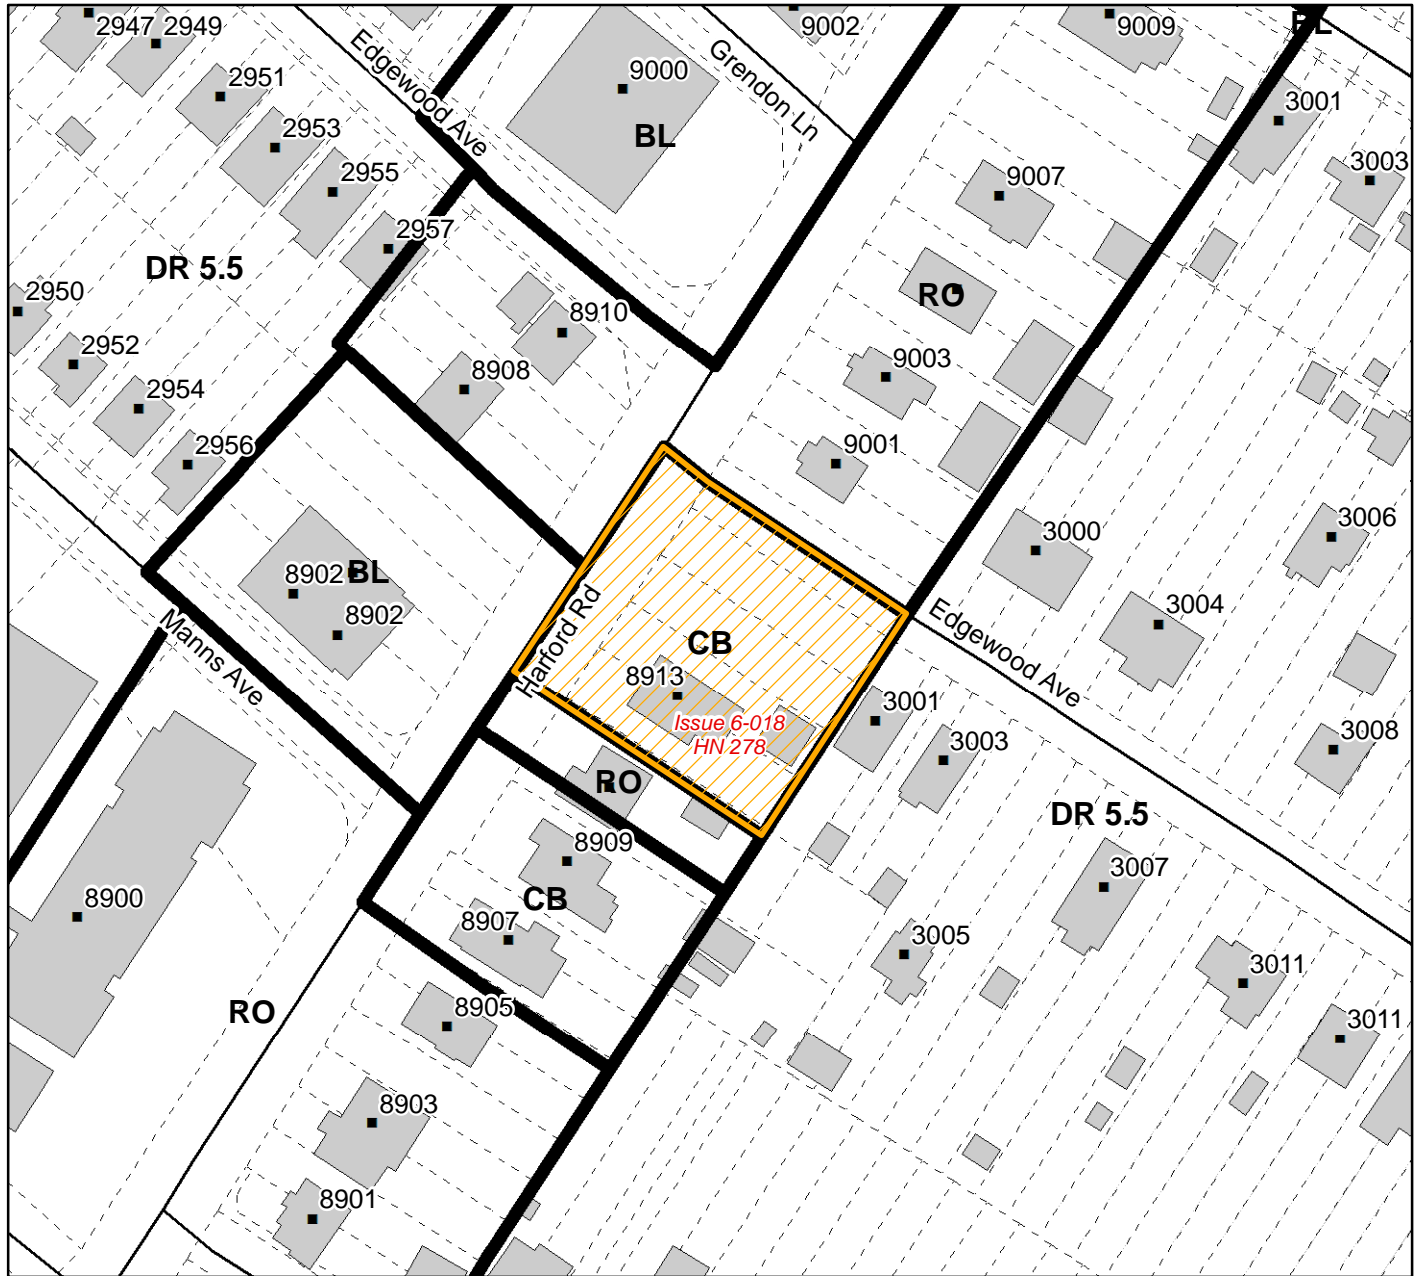 2947
2949
9002
9009
BL
2951
Edgewood Ave
9000
Grendon Ln
3001
2953
BL
2955
3003
9007
2957
DR 5.5
2950
RO
8910
2952
9003
8908
2954
2956
9001
3006
3000
8902
BL
8902
Harford Rd
CB
3004
Edgewood Ave
Manns Ave
8913
3001
Issue 6-018
HN 278
3003
3008
RO
DR 5.5
8909
3007
CB
8900
8907
3005
3011
RO
8905
3011
8903
8901